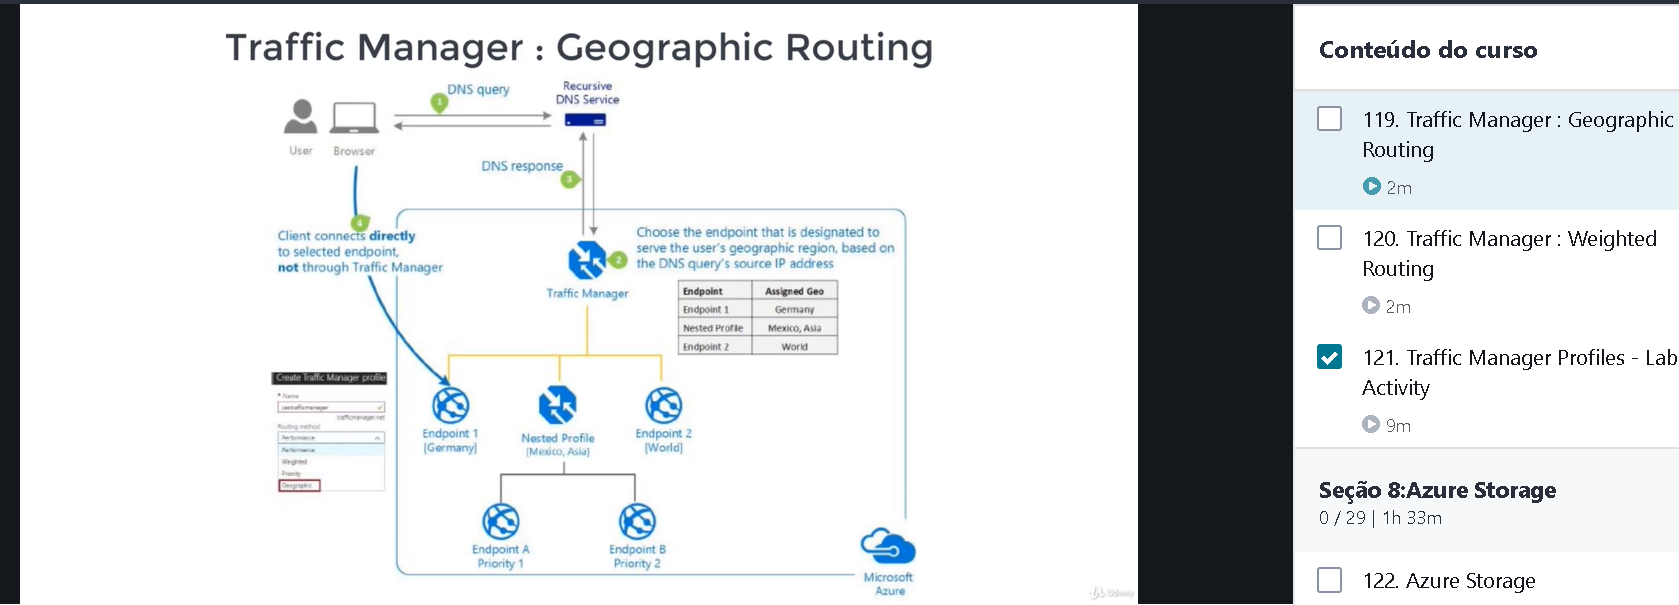 Traffic Manager : Geographic Routing
1
DNS query
Recursive
DNS Service
User
Browser
DNS response
3
4
Client connects directly
to selected endpoint,
not through Traffic Manager
Choose the endpoint that is designated to
serve the user's geographic region, based on
the DNS query's source IP address
2
Traffic Manager
Endpoint Assigned Geo
Endpoint 1 Germany
Nested Profile Mexico, Asia
Endpoint 2 World
Create Traffic Manager profile
* Name
.trafficmanager.net
Routing method
Performance
Performance
Weighted
Priority
Geographic
Endpoint 1
[Germany]
Nested Profile
[Mexico, Asia]
Endpoint 2
[World]
Endpoint A
Priority 1
Endpoint B
Priority 2
Microsoft
Azure
Udemy
Conteúdo do curso
119. Traffic Manager : Geographic
Routing
2m
120. Traffic Manager : Weighted
Routing
2m
121. Traffic Manager Profiles - Lab
Activity
9m
Seção 8:Azure Storage
0 / 29 | 1h 33m
122. Azure Storage